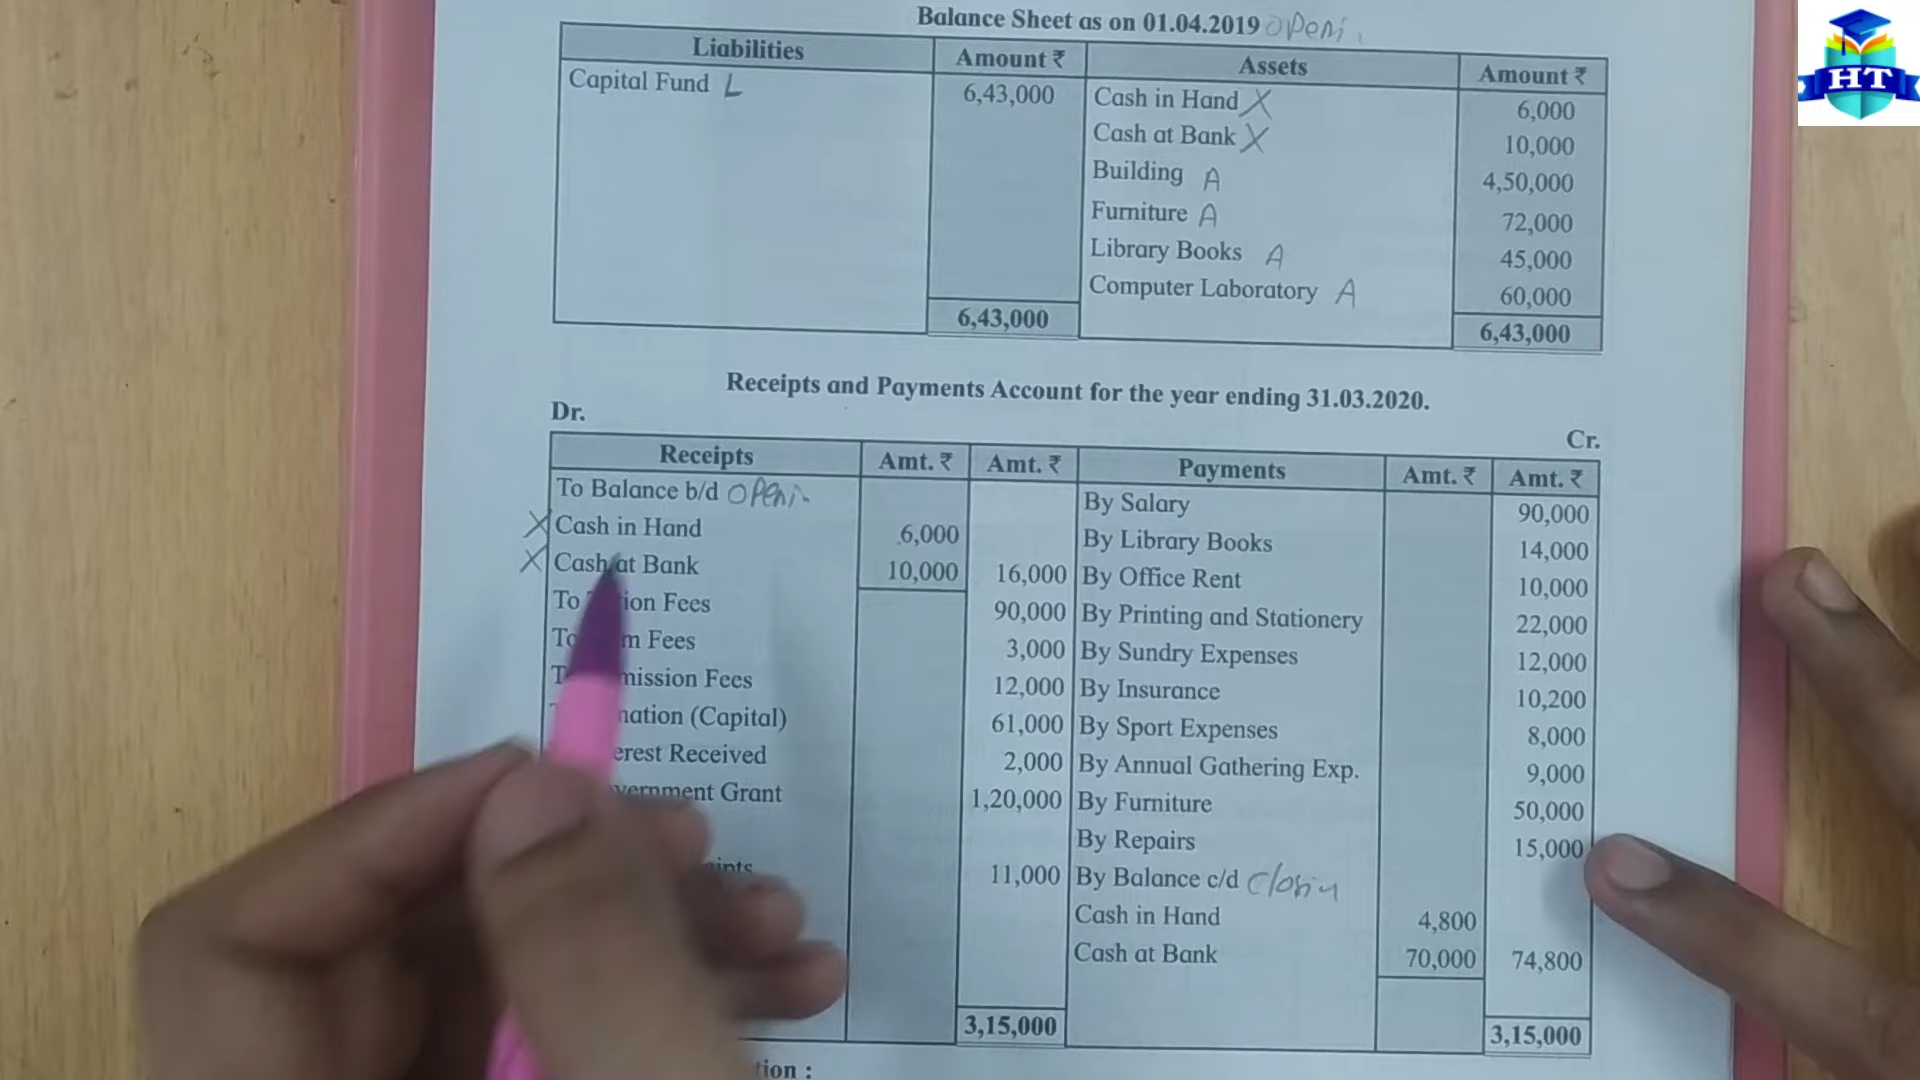 Balance Sheet as on 01.04.2019 openi
Liabilities Amount ₹ Assets Amount ₹
Capital Fund L 6,43,000 Cash in Hand X 6,000
Cash at Bank X 10,000
Building A 4,50,000
Furniture A 72,000
Library Books A 45,000
Computer Laboratory A 60,000
6,43,000 6,43,000
Receipts and Payments Account for the year ending 31.03.2020.
Dr. Cr.
Receipts Amt. ₹ Amt. ₹ Payments Amt. ₹ Amt. ₹
To Balance b/d openin By Salary 90,000
X Cash in Hand 6,000 By Library Books 14,000
X Cash at Bank 10,000 16,000 By Office Rent 10,000
To Fees 90,000 By Printing and Stationery 22,000
Fees 3,000 By Sundry Expenses 12,000
Fees 12,000 By Insurance 10,200
(Capital) 61,000 By Sport Expenses 8,000
Received 2,000 By Annual Gathering Exp. 9,000
Grant 1,20,000 By Furniture 50,000
By Repairs 15,000
11,000 By Balance c/d closin
Cash in Hand 4,800
Cash at Bank 70,000 74,800
3,15,000 3,15,000
HT